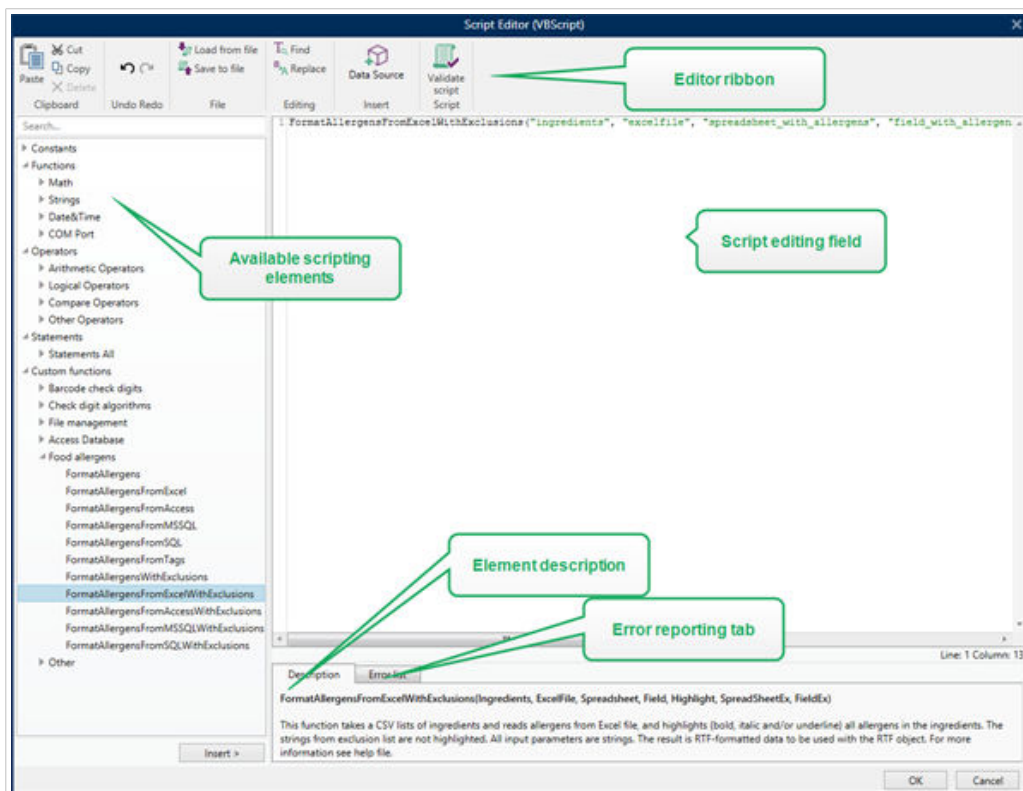 Script Editor (VBScript)
Paste
Cut
Copy
Delete
Clipboard
Undo Redo
Load from file
Save to file
File
Find
Replace
Editing
Data Source
Insert
Validate
script
Script
Editor ribbon
Search...
Constants
Functions
Math
Strings
Date&Time
COM Port
Operators
Arithmetic Operators
Logical Operators
Compare Operators
Other Operators
Statements
Statements All
Custom functions
Barcode check digits
Check digit algorithms
File management
Access Database
Food allergens
FormatAllergens
FormatAllergensFromExcel
FormatAllergensFromAccess
FormatAllergensFromMSSQL
FormatAllergensFromSQL
FormatAllergensFromTags
FormatAllergensWithExclusions
FormatAllergensFromExcelWithExclusions
FormatAllergensFromAccessWithExclusions
FormatAllergensFromMSSQLWithExclusions
FormatAllergensFromSQLWithExclusions
Other
Insert >
Available scripting
elements
1 FormatAllergensFromExcelWithExclusions("ingredients", "excelfile", "spreadsheet_with_allergens", "field_with_allergen
Script editing field
Element description
Error reporting tab
Line: 1 Column: 13
Description
Error list
FormatAllergensFromExcelWithExclusions(Ingredients, ExcelFile, Spreadsheet, Field, Highlight, SpreadSheetEx, FieldEx)
This function takes a CSV lists of ingredients and reads allergens from Excel file, and highlights (bold, italic and/or underline) all allergens in the ingredients. The
strings from exclusion list are not highlighted. All input parameters are strings. The result is RTF-formatted data to be used with the RTF object. For more
information see help file.
OK
Cancel